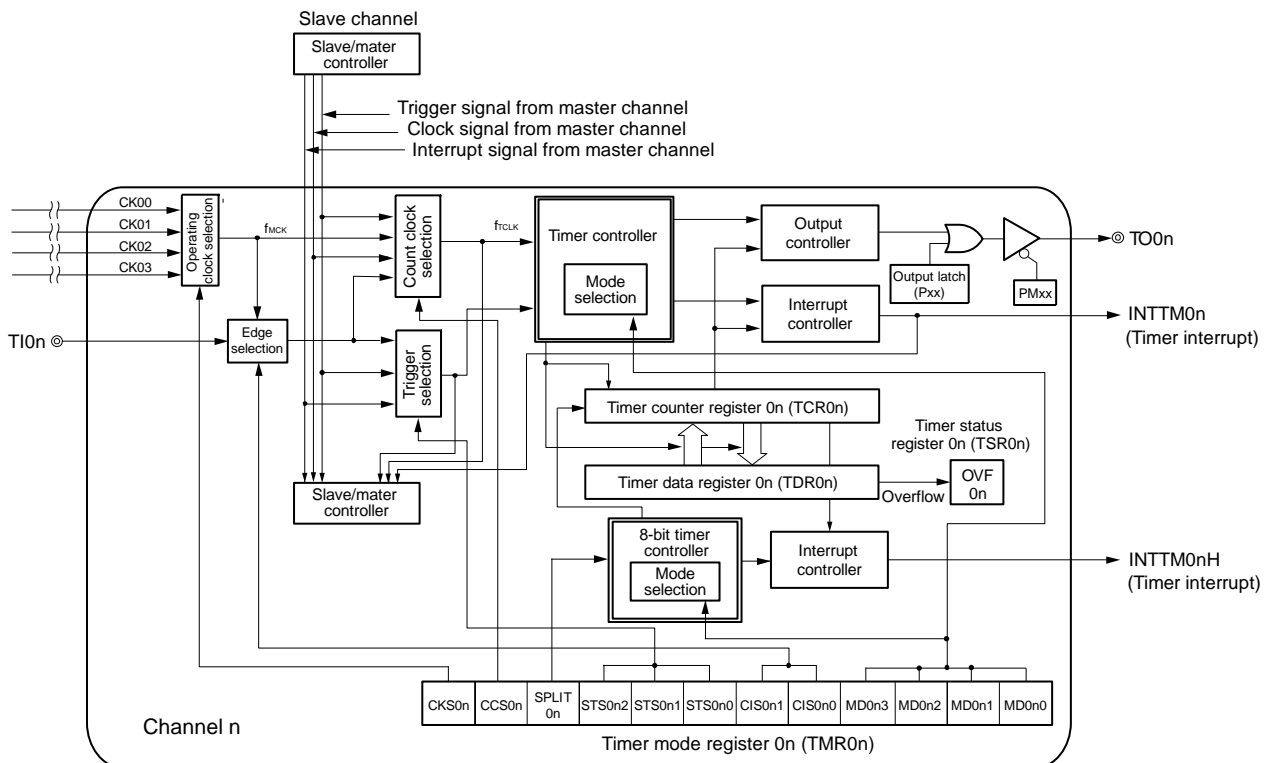 Slave channel
Slave/mater
controller
Trigger signal from master channel
Clock signal from master channel
Interrupt signal from master channel
CK00
CK01
CK02
CK03
Operating
clock selection
fMCK
Count clock
selection
fTCLK
Timer controller
Mode
selection
Output
controller
Output latch
(Pxx)
PMxx
TO0n
Interrupt
controller
INTTM0n
(Timer interrupt)
TI0n
Edge
selection
Trigger
selection
Timer counter register 0n (TCR0n)
Timer status
register 0n (TSR0n)
Slave/mater
controller
Timer data register 0n (TDR0n)
Overflow
OVF
0n
8-bit timer
controller
Mode
selection
Interrupt
controller
INTTM0nH
(Timer interrupt)
CKS0n
CCS0n
SPLIT
0n
STS0n2
STS0n1
STS0n0
CIS0n1
CIS0n0
MD0n3
MD0n2
MD0n1
MD0n0
Channel n
Timer mode register 0n (TMR0n)